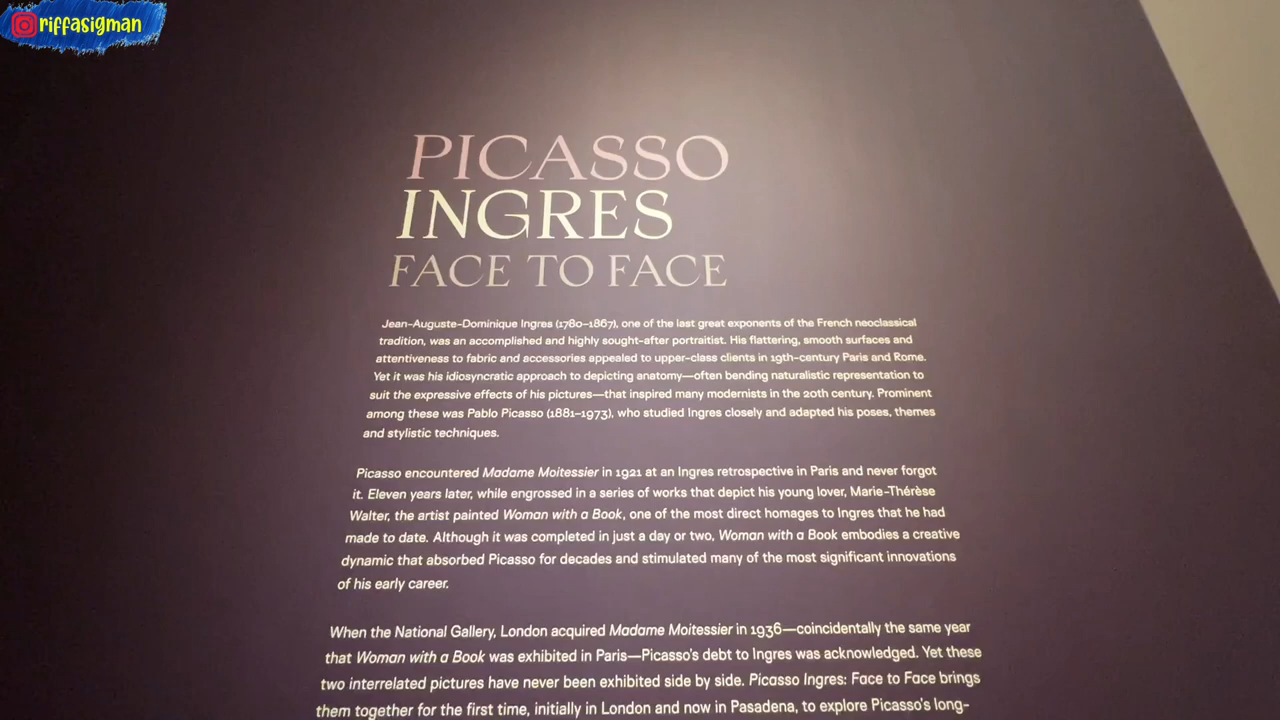 riffasigman
PICASSO
INGRES
FACE TO FACE
Jean-Auguste-Dominique Ingres (1780–1867), one of the last great exponents of the French neoclassical
tradition, was an accomplished and highly sought-after portraitist. His flattering, smooth surfaces and
attentiveness to fabric and accessories appealed to upper-class clients in 19th-century Paris and Rome.
Yet it was his idiosyncratic approach to depicting anatomy—often bending naturalistic representation to
suit the expressive effects of his pictures—that inspired many modernists in the 20th century. Prominent
among these was Pablo Picasso (1881–1973), who studied Ingres closely and adapted his poses, themes
and stylistic techniques.
Picasso encountered Madame Moitessier in 1921 at an Ingres retrospective in Paris and never forgot
it. Eleven years later, while engrossed in a series of works that depict his young lover, Marie-Thérèse
Walter, the artist painted Woman with a Book, one of the most direct homages to Ingres that he had
made to date. Although it was completed in just a day or two, Woman with a Book embodies a creative
dynamic that absorbed Picasso for decades and stimulated many of the most significant innovations
of his early career.
When the National Gallery, London acquired Madame Moitessier in 1936—coincidentally the same year
that Woman with a Book was exhibited in Paris—Picasso's debt to Ingres was acknowledged. Yet these
two interrelated pictures have never been exhibited side by side. Picasso Ingres: Face to Face brings
them together for the first time, initially in London and now in Pasadena, to explore Picasso's long-